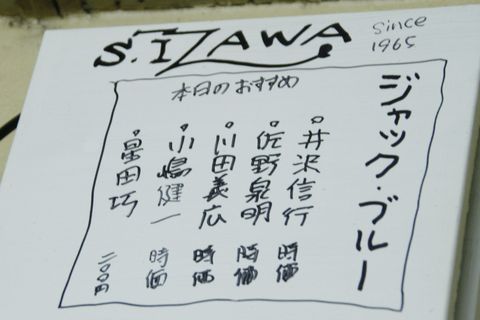 S.IZAWA
since
1965
ジャック・ブルー
本日のおすすめ
井沢信行 時価
佐野泉明 時価
川田義広 時価
小嶋健一 時価
畠田巧 二〇〇円